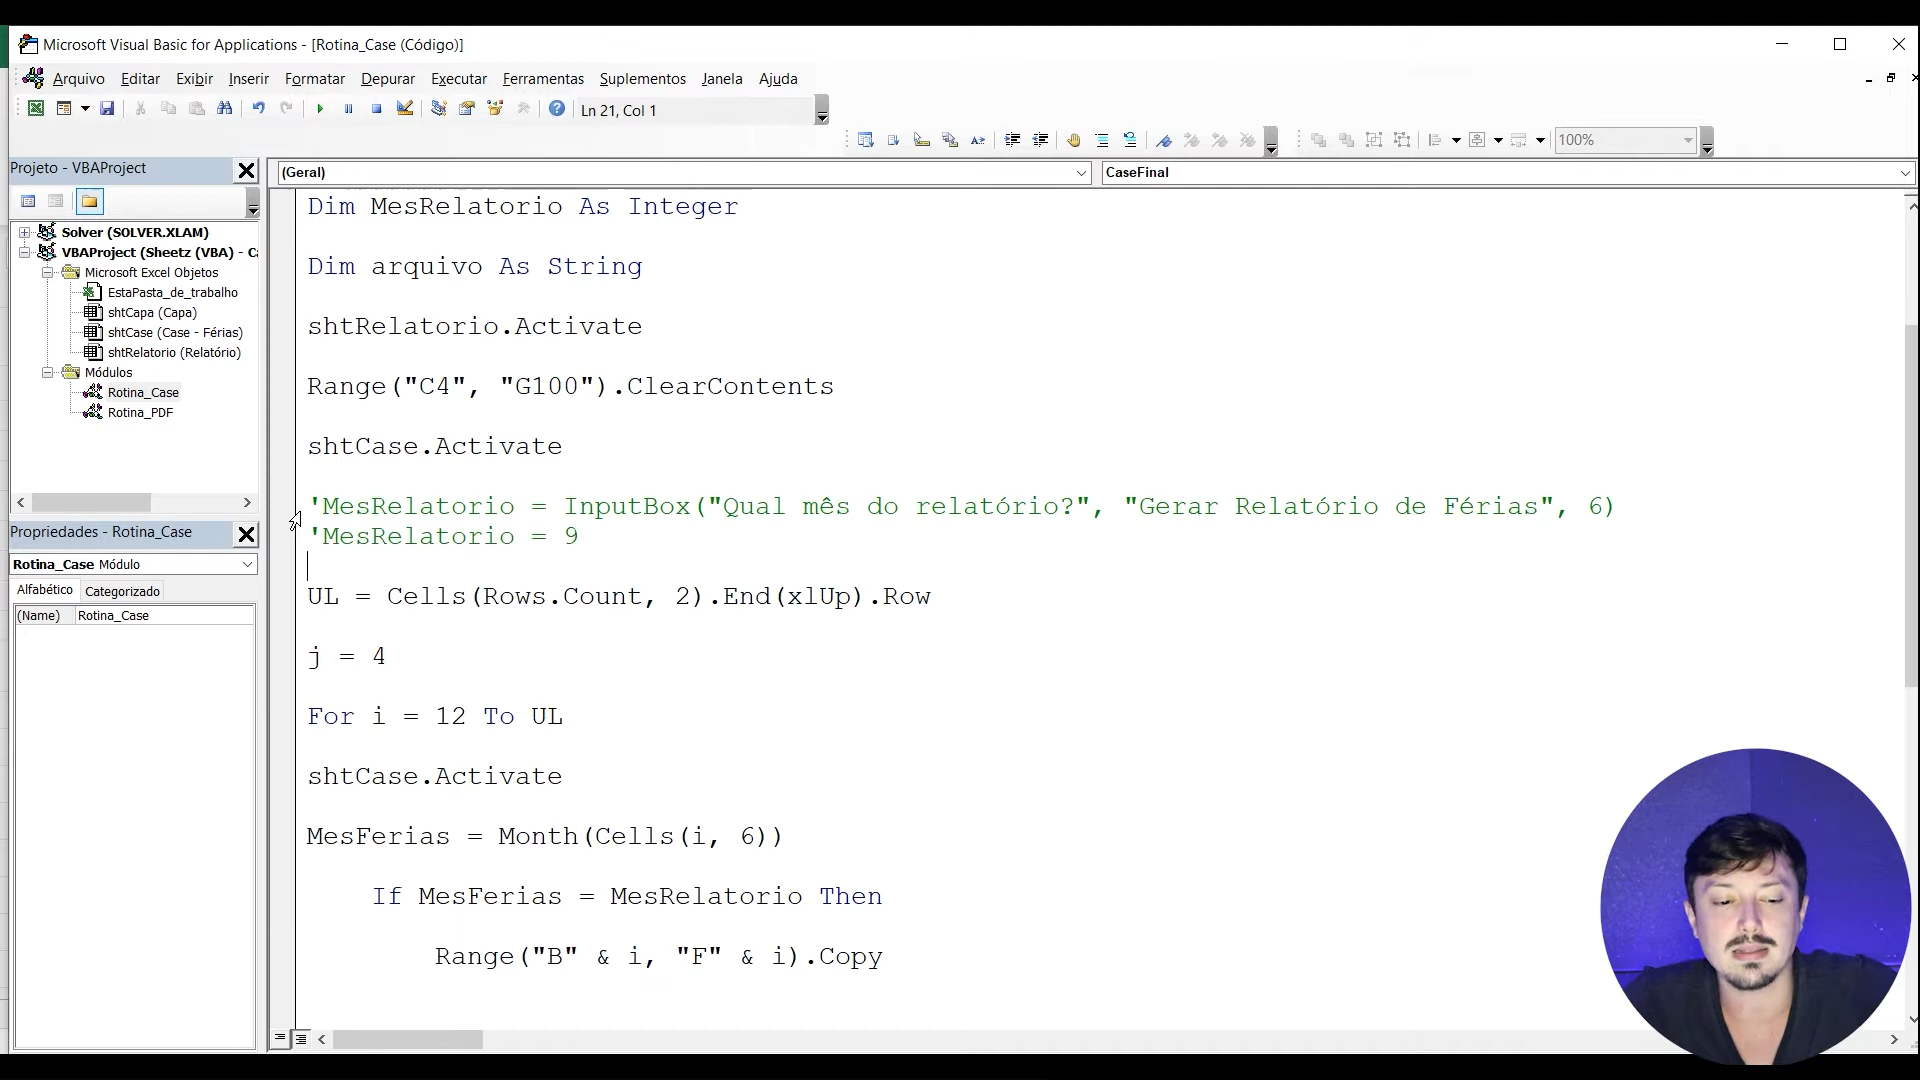 Microsoft Visual Basic for Applications - [Rotina_Case (Código)]
Arquivo Editar Exibir Inserir Formatar Depurar Executar Ferramentas Suplementos Janela Ajuda
Ln 21, Col 1
100%
Projeto - VBAProject
(Geral)
CaseFinal
Solver (SOLVER.XLAM)
VBAProject (Sheetz (VBA) - C
Microsoft Excel Objetos
EstaPasta_de_trabalho
shtCapa (Capa)
shtCase (Case - Férias)
shtRelatorio (Relatório)
Módulos
Rotina_Case
Rotina_PDF
Propriedades - Rotina_Case
Rotina_Case Módulo
Alfabético Categorizado
(Name) Rotina_Case
Dim MesRelatorio As Integer
Dim arquivo As String
shtRelatorio.Activate
Range("C4", "G100").ClearContents
shtCase.Activate
'MesRelatorio = InputBox("Qual mês do relatório?", "Gerar Relatório de Férias", 6)
'MesRelatorio = 9
UL = Cells(Rows.Count, 2).End(xlUp).Row
j = 4
For i = 12 To UL
shtCase.Activate
MesFerias = Month(Cells(i, 6))
If MesFerias = MesRelatorio Then
Range("B" & i, "F" & i).Copy